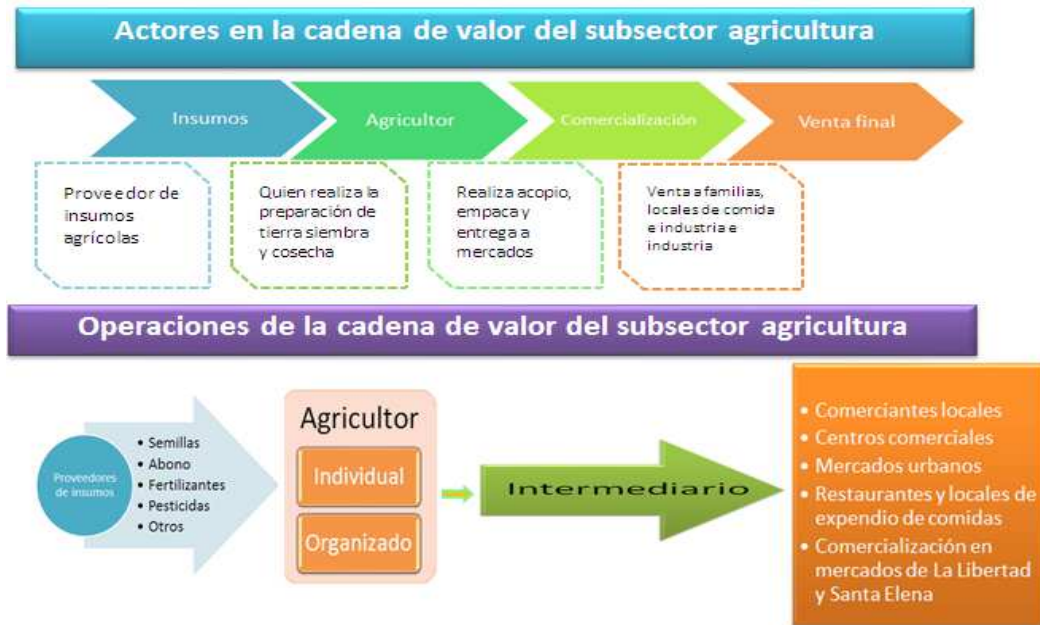 Actores en la cadena de valor del subsector agricultura
Insumos
Agricultor
Comercialización
Venta final
Proveedor de
insumos
agrícolas
Quien realiza la
preparación de
tierra siembra
y cosecha
Realiza acopio,
empaca y
entrega a
mercados
Venta a familias,
locales de comida
e industria e
industria
Operaciones de la cadena de valor del subsector agricultura
Proveedores
de insumos
• Semillas
• Abono
• Fertilizantes
• Pesticidas
• Otros
Agricultor
Individual
Organizado
Intermediario
• Comerciantes locales
• Centros comerciales
• Mercados urbanos
• Restaurantes y locales de
expendio de comidas
• Comercialización en
mercados de La Libertad
y Santa Elena